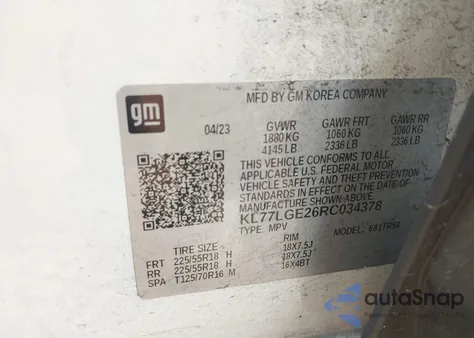 MFD BY GM KOREA COMPANY
gm
04/23 GVWR GAWR FRT GAWR RR
1880 KG 1060 KG 1060 KG
4145 LB 2336 LB 2336 LB
THIS VEHICLE CONFORMS TO ALL
APPLICABLE U.S. FEDERAL MOTOR
VEHICLE SAFETY AND THEFT PREVENTION
STANDARDS IN EFFECT ON THE DATE OF
MANUFACTURE SHOWN ABOVE.
KL77LGE26RC034378
TYPE: MPV MODEL:
TIRE SIZE RIM
FRT 225/55R18 H 18X7.5J
RR 225/55R18 H 18X7.5J
SPA T125/70R16 M 16X4BT
autoSnap